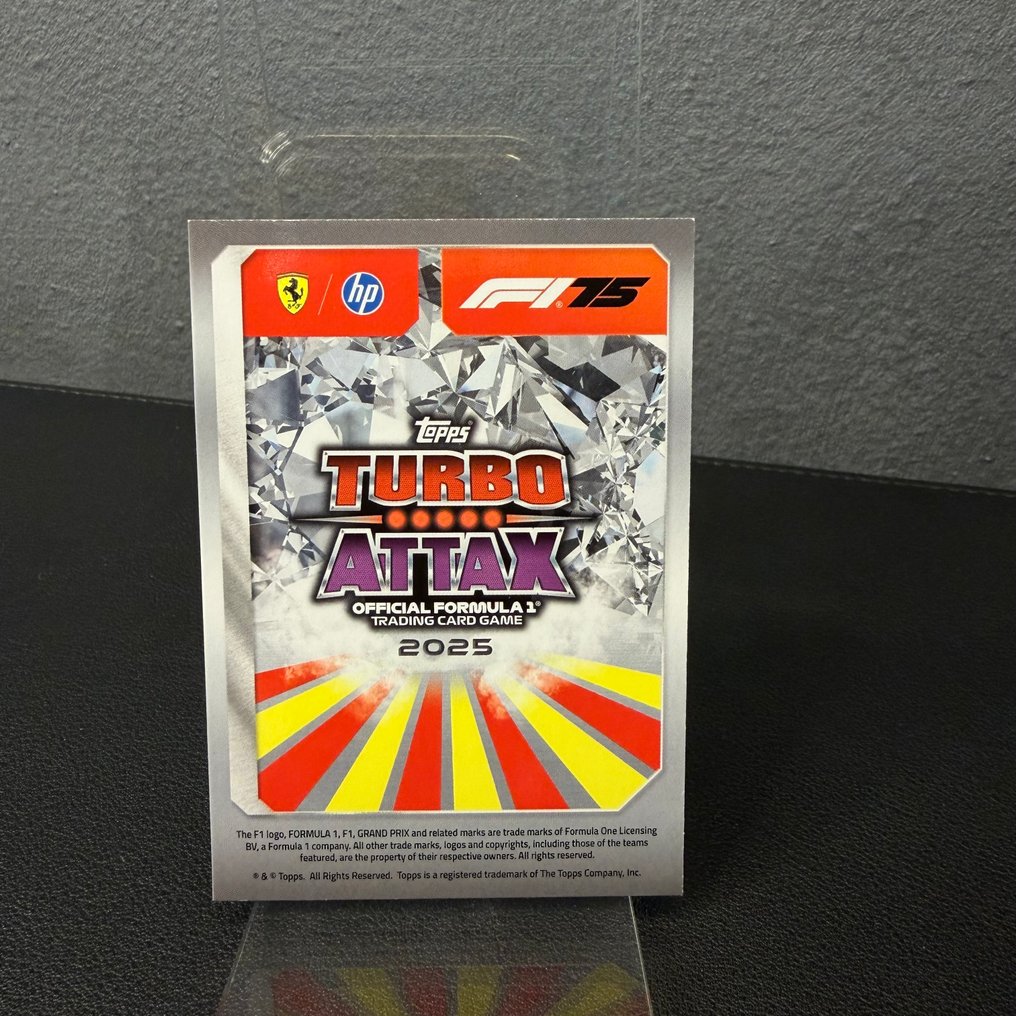 hp
F1® 75
Topps®
TURBO
ATTAX
OFFICIAL FORMULA 1®
TRADING CARD GAME
2025
The F1 logo, FORMULA 1, F1, GRAND PRIX and related marks are trade marks of Formula One Licensing
BV, a Formula 1 company. All other trade marks, logos and copyrights, including those of the teams
featured, are the property of their respective owners. All rights reserved.
® & © Topps. All Rights Reserved. Topps is a registered trademark of The Topps Company, Inc.